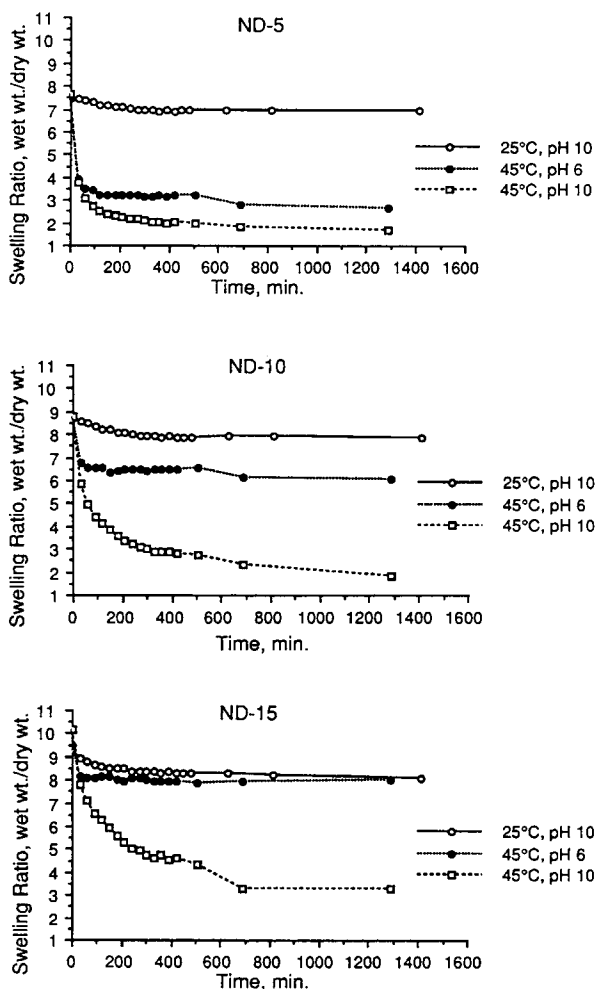 ND-5
Swelling Ratio, wet wt./dry wt.
11
10
9
8
7
6
5
4
3
2
1
0 200 400 600 800 1000 1200 1400 1600
Time, min.
25°C, pH 10
45°C, pH 6
45°C, pH 10
ND-10
Swelling Ratio, wet wt./dry wt.
11
10
9
8
7
6
5
4
3
2
1
0 200 400 600 800 1000 1200 1400 1600
Time, min.
25°C, pH 10
45°C, pH 6
45°C, pH 10
ND-15
Swelling Ratio, wet wt./dry wt.
11
10
9
8
7
6
5
4
3
2
1
0 200 400 600 800 1000 1200 1400 1600
Time, min.
25°C, pH 10
45°C, pH 6
45°C, pH 10